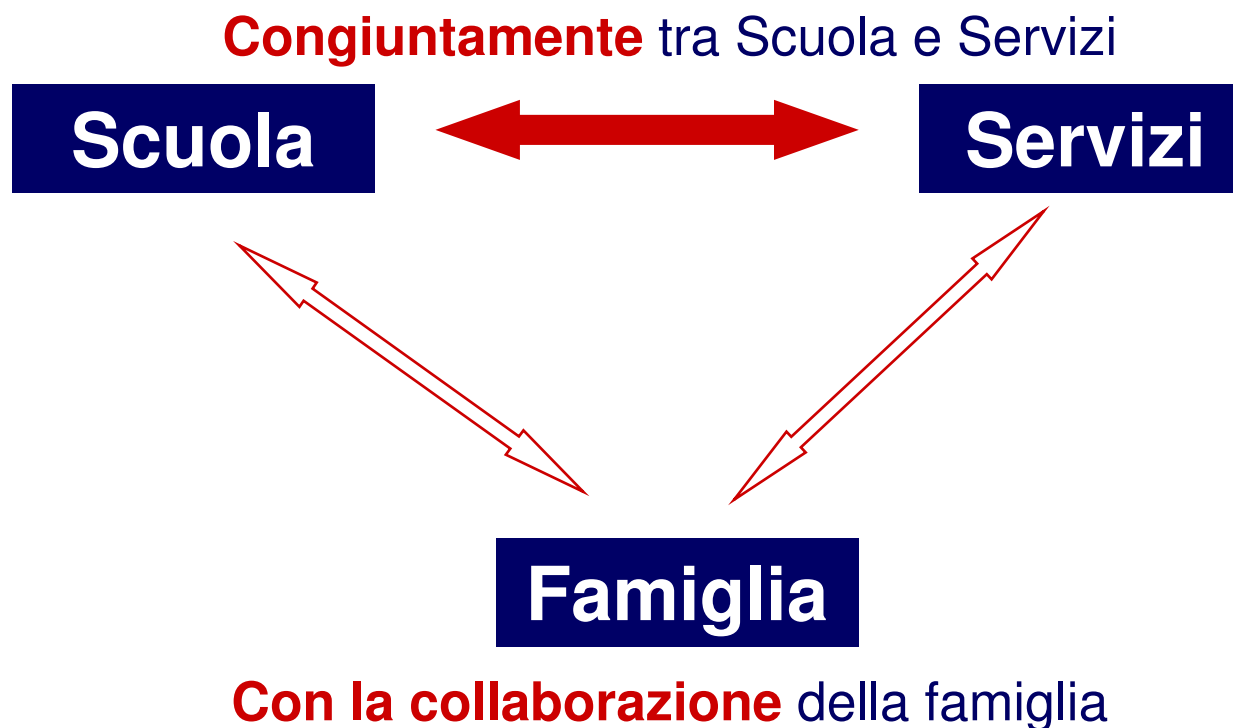 Congiuntamente tra Scuola e Servizi
Scuola
Servizi
Famiglia
Con la collaborazione della famiglia